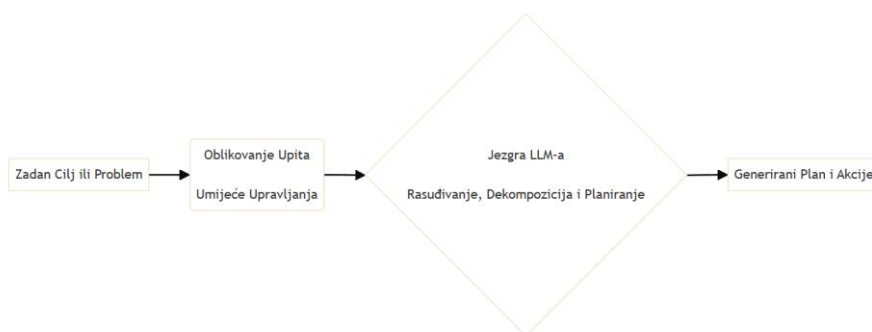 Zadan Cilj ili Problem
Oblikovanje Upita
Umijeće Upravljanja
Jezgra LLM-a
Rasuđivanje, Dekompozicija i Planiranje
Generirani Plan i Akcije